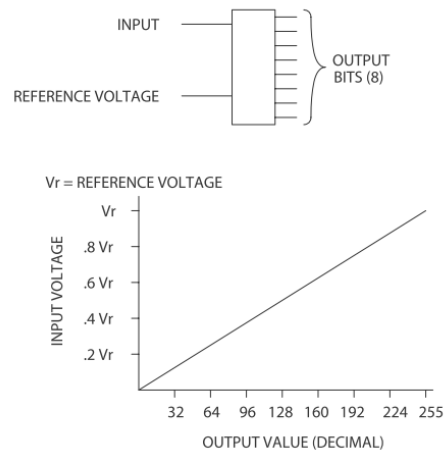 INPUT
OUTPUT
BITS (8)
REFERENCE VOLTAGE
Vr = REFERENCE VOLTAGE
Vr
.8 Vr
.6 Vr
.4 Vr
.2 Vr
INPUT VOLTAGE
32 64 96 128 160 192 224 255
OUTPUT VALUE (DECIMAL)